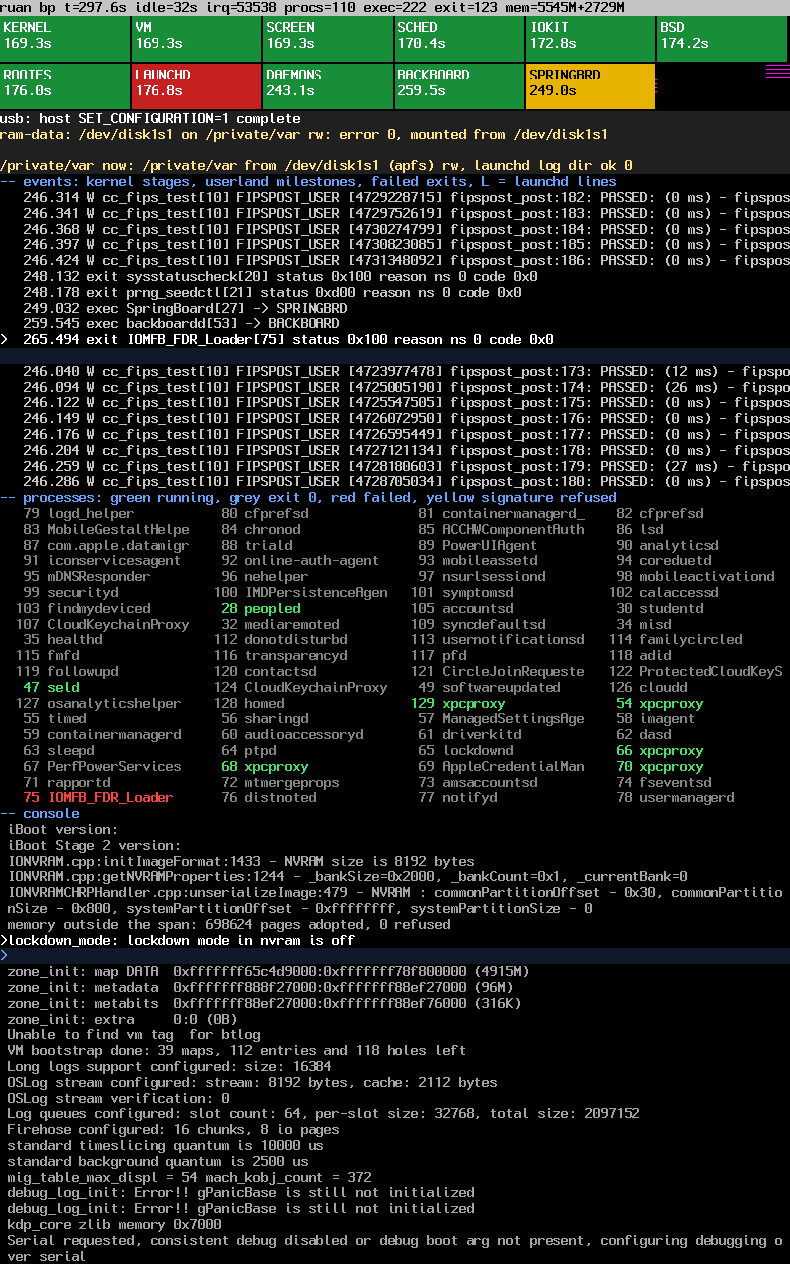 ruan bp t=297.6s idle=32s irq=53538 procs=110 exec=222 exit=123 mem=5545M+2729M
KERNEL VM SCREEN SCHED IOKIT BSD
169.3s 169.3s 169.3s 170.4s 172.8s 174.2s
ROOTFS LAUNCHD DAEMONS BACKBOARD SPRINGBRD
176.0s 176.8s 243.1s 259.5s 249.0s
usb: host SET_CONFIGURATION=1 complete
ram-data: /dev/disk1s1 on /private/var rw: error 0, mounted from /dev/disk1s1
/private/var now: /private/var from /dev/disk1s1 (apfs) rw, launchd log dir ok 0
-- events: kernel stages, userland milestones, failed exits, L = launchd lines
246.314 W cc_fips_test[10] FIPSPOST_USER [4729228715] fipspost_post:182: PASSED: (0 ms) - fipspos
246.341 W cc_fips_test[10] FIPSPOST_USER [4729752619] fipspost_post:183: PASSED: (0 ms) - fipspos
246.368 W cc_fips_test[10] FIPSPOST_USER [4730274799] fipspost_post:184: PASSED: (0 ms) - fipspos
246.397 W cc_fips_test[10] FIPSPOST_USER [4730823085] fipspost_post:185: PASSED: (0 ms) - fipspos
246.424 W cc_fips_test[10] FIPSPOST_USER [4731348092] fipspost_post:186: PASSED: (0 ms) - fipspos
248.132 exit sysstatuscheck[20] status 0x100 reason ns 0 code 0x0
248.178 exit prng_seedctl[21] status 0xd00 reason ns 0 code 0x0
249.032 exec SpringBoard[27] -> SPRINGBRD
259.545 exec backboardd[53] -> BACKBOARD
> 265.494 exit IOMFB_FDR_Loader[75] status 0x100 reason ns 0 code 0x0
246.040 W cc_fips_test[10] FIPSPOST_USER [4723977478] fipspost_post:173: PASSED: (12 ms) - fipspo
246.094 W cc_fips_test[10] FIPSPOST_USER [4725005190] fipspost_post:174: PASSED: (26 ms) - fipspo
246.122 W cc_fips_test[10] FIPSPOST_USER [4725547505] fipspost_post:175: PASSED: (0 ms) - fipspos
246.149 W cc_fips_test[10] FIPSPOST_USER [4726072950] fipspost_post:176: PASSED: (0 ms) - fipspos
246.176 W cc_fips_test[10] FIPSPOST_USER [4726595449] fipspost_post:177: PASSED: (0 ms) - fipspos
246.204 W cc_fips_test[10] FIPSPOST_USER [4727121134] fipspost_post:178: PASSED: (0 ms) - fipspos
246.259 W cc_fips_test[10] FIPSPOST_USER [4728180603] fipspost_post:179: PASSED: (27 ms) - fipspo
246.286 W cc_fips_test[10] FIPSPOST_USER [4728705034] fipspost_post:180: PASSED: (0 ms) - fipspos
-- processes: green running, grey exit 0, red failed, yellow signature refused
79 logd_helper 80 cfprefsd 81 containermanagerd_ 82 cfprefsd
83 MobileGestaltHelpe 84 chronod 85 ACCHWComponentAuth 86 lsd
87 com.apple.datamigr 88 triald 89 PowerUIAgent 90 analyticsd
91 iconservicesagent 92 online-auth-agent 93 mobileassetd 94 coreduetd
95 mDNSResponder 96 nehelper 97 nsurlsessiond 98 mobileactivationd
99 securityd 100 IMDPersistenceAgen 101 symptomsd 102 calaccessd
103 findmydeviced 28 peopled 105 accountsd 30 studentd
107 CloudKeychainProxy 32 mediaremoted 109 syncdefaultsd 34 misd
35 healthd 112 donotdisturbd 113 usernotificationsd 114 familycircled
115 fmfd 116 transparencyd 117 pfd 118 adid
119 followupd 120 contactsd 121 CircleJoinRequeste 122 ProtectedCloudKeyS
47 seld 124 CloudKeychainProxy 49 softwareupdated 126 cloudd
127 osanalyticshelper 128 homed 129 xpcproxy 54 xpcproxy
55 timed 56 sharingd 57 ManagedSettingsAge 58 imagent
59 containermanagerd 60 audioaccessoryd 61 driverkitd 62 dasd
63 sleepd 64 ptpd 65 lockdownd 66 xpcproxy
67 PerfPowerServices 68 xpcproxy 69 AppleCredentialMan 70 xpcproxy
71 rapportd 72 mtmergeprops 73 amsaccountsd 74 fseventsd
75 IOMFB_FDR_Loader 76 distnoted 77 notifyd 78 usermanagerd
-- console
iBoot version:
iBoot Stage 2 version:
IONVRAM.cpp:initImageFormat:1433 - NVRAM size is 8192 bytes
IONVRAM.cpp:getNVRAMProperties:1244 - _bankSize=0x2000, _bankCount=0x1, _currentBank=0
IONVRAMCHRPHandler.cpp:unserializeImage:479 - NVRAM : commonPartitionOffset - 0x30, commonPartitio
nSize - 0x800, systemPartitionOffset - 0xffffffff, systemPartitionSize - 0
memory outside the span: 698624 pages adopted, 0 refused
>lockdown_mode: lockdown mode in nvram is off
>
zone_init: map DATA 0xfffffff65c4d9000:0xfffffff78f800000 (4915M)
zone_init: metadata 0xfffffff888f27000:0xfffffff88ef27000 (96M)
zone_init: metabits 0xfffffff88ef27000:0xfffffff88ef76000 (316K)
zone_init: extra 0:0 (0B)
Unable to find vm tag for btlog
VM bootstrap done: 39 maps, 112 entries and 118 holes left
Long logs support configured: size: 16384
OSLog stream configured: stream: 8192 bytes, cache: 2112 bytes
OSLog stream verification: 0
Log queues configured: slot count: 64, per-slot size: 32768, total size: 2097152
Firehose configured: 16 chunks, 8 io pages
standard timeslicing quantum is 10000 us
standard background quantum is 2500 us
mig_table_max_displ = 54 mach_kobj_count = 372
debug_log_init: Error!! gPanicBase is still not initialized
debug_log_init: Error!! gPanicBase is still not initialized
kdp_core zlib memory 0x7000
Serial requested, consistent debug disabled or debug boot arg not present, configuring debugging o
ver serial